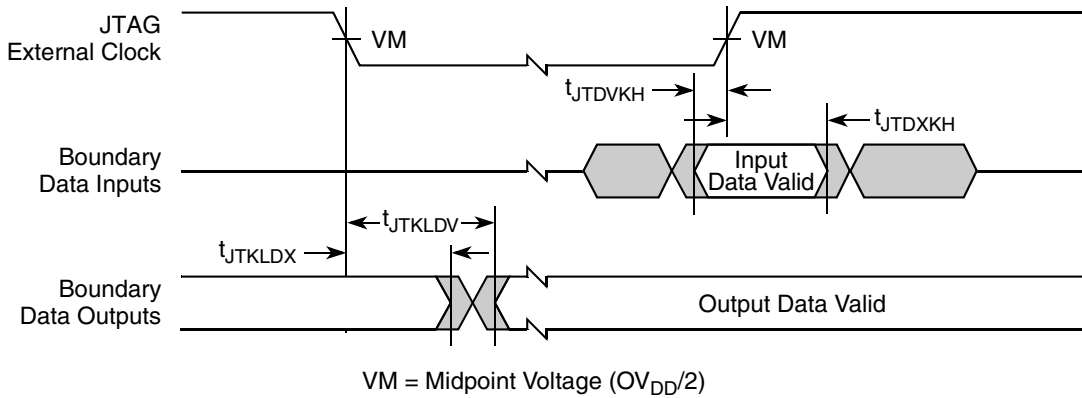 JTAG
External Clock
VM
VM
tJTDVKH
tJTDXKH
Boundary
Data Inputs
Input
Data Valid
tJTKLDV
tJTKLDX
Boundary
Data Outputs
Output Data Valid
VM = Midpoint Voltage (OVDD/2)